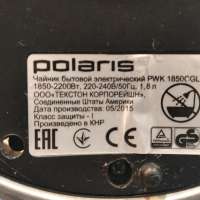 polaris
Чайник бытовой электрический PWK 1850CGL
1850-2200Вт, 220-240В/50Гц, 1,8 л
ООО «ТЕКСТОН КОРПОРЕЙШН»,
Соединенные Штаты Америки
Дата производства: 05/2015
Класс защиты - I
Произведено в КНР